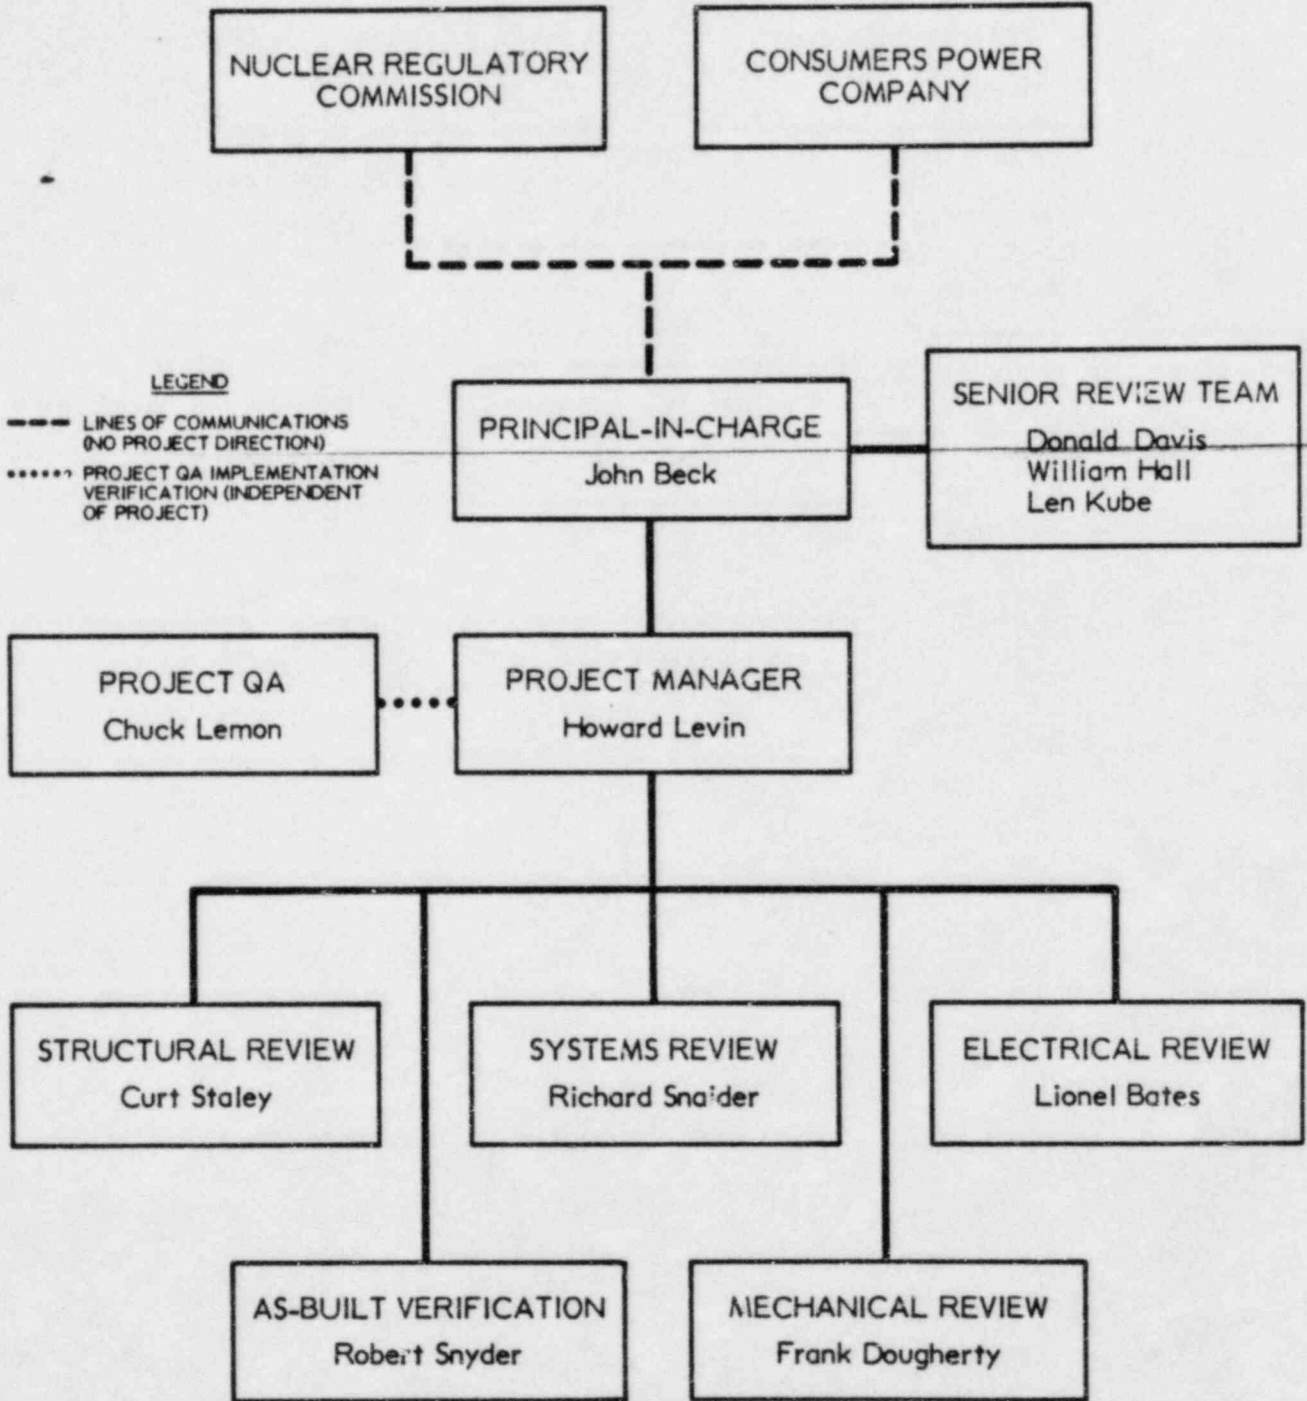 NUCLEAR REGULATORY
COMMISSION
CONSUMERS POWER
COMPANY
LEGEND
LINES OF COMMUNICATIONS
(NO PROJECT DIRECTION)
PROJECT QA IMPLEMENTATION
VERIFICATION (INDEPENDENT
OF PROJECT)
PRINCIPAL-IN-CHARGE
John Beck
SENIOR REVIEW TEAM
Donald Davis
William Hall
Len Kube
PROJECT QA
Chuck Lemon
PROJECT MANAGER
Howard Levin
STRUCTURAL REVIEW
Curt Staley
SYSTEMS REVIEW
Richard Snaider
ELECTRICAL REVIEW
Lionel Bates
AS-BUILT VERIFICATION
Robert Snyder
MECHANICAL REVIEW
Frank Dougherty